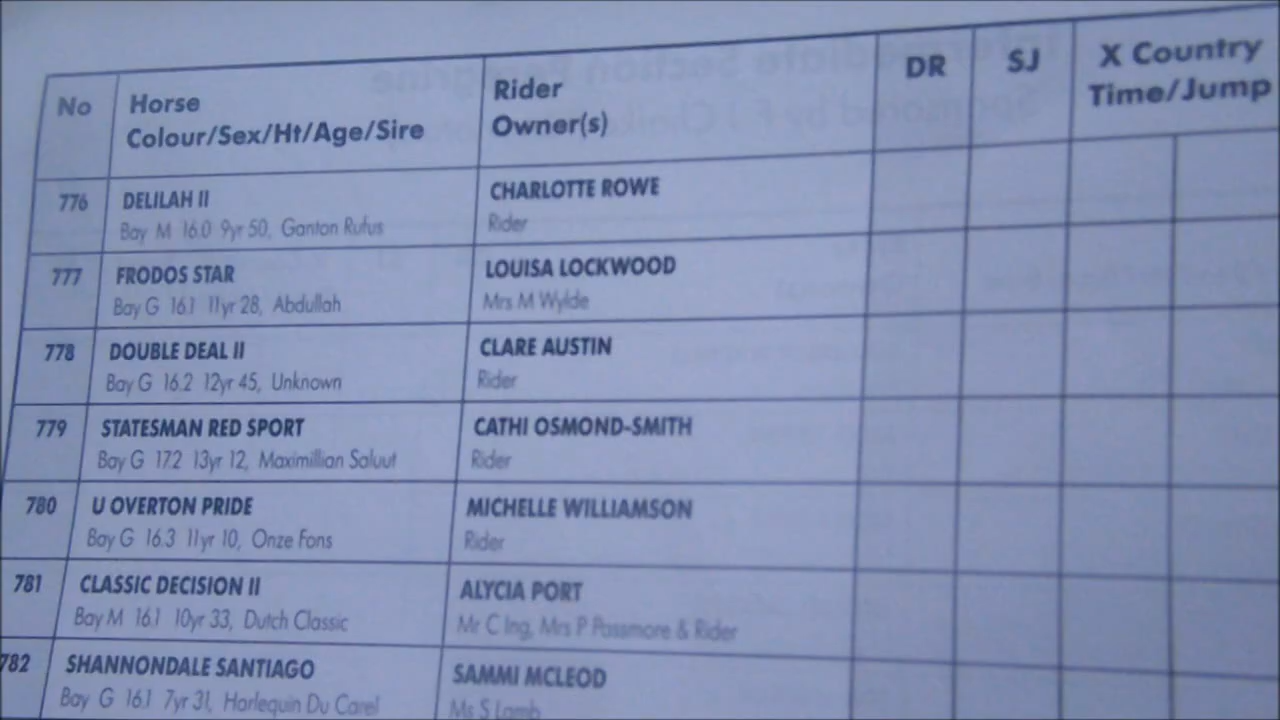 No Horse Rider DR SJ X Country
Colour/Sex/Ht/Age/Sire Owner(s) Time/Jump
776 DELILAH II CHARLOTTE ROWE
Bay M 16.0 9yr 50, Ganton Rufus Rider
777 FRODOS STAR LOUISA LOCKWOOD
Bay G 16.1 11yr 28, Abdullah Mrs M Wylde
778 DOUBLE DEAL II CLARE AUSTIN
Bay G 16.2 12yr 45, Unknown Rider
779 STATESMAN RED SPORT CATHI OSMOND-SMITH
Bay G 17.2 13yr 12, Maximillian Saluut Rider
780 U OVERTON PRIDE MICHELLE WILLIAMSON
Bay G 16.3 11yr 10, Onze Fons Rider
781 CLASSIC DECISION II ALYCIA PORT
Bay M 16.1 10yr 33, Dutch Classic Mr C Ing, Mrs P Passmore & Rider
782 SHANNONDALE SANTIAGO SAMMI MCLEOD
Bay G 16.1 7yr 31, Harlequin Du Carel Ms S Lamb